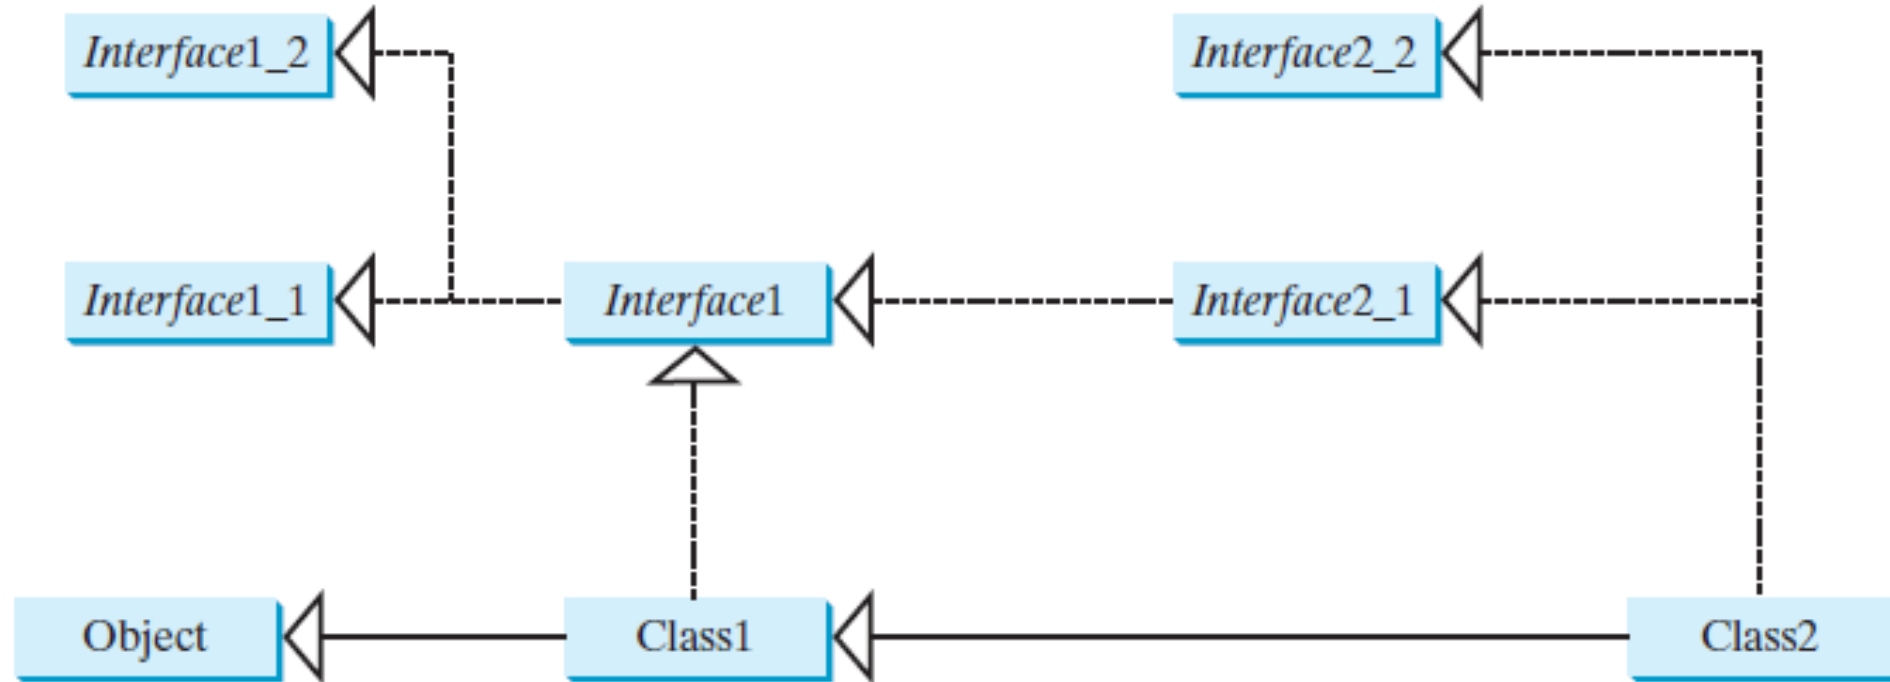 Interface1_2
Interface2_2
Interface1_1
Interface1
Interface2_1
Object
Class1
Class2